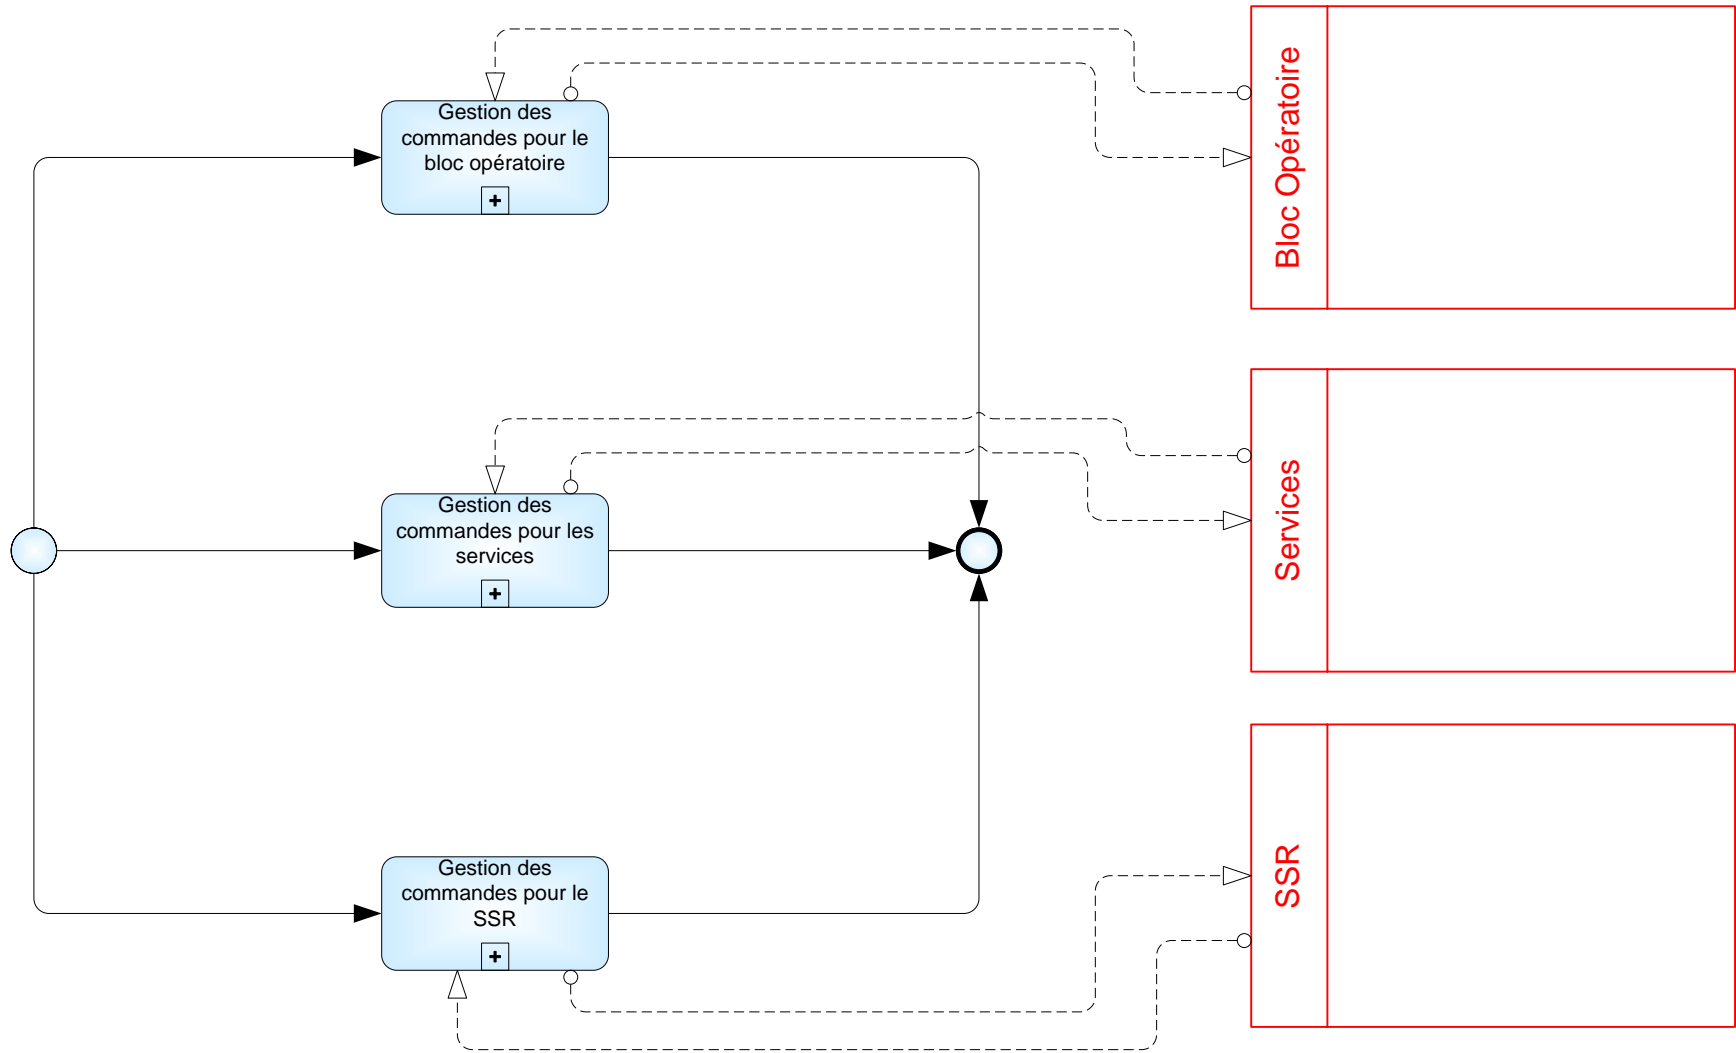 Gestion des
commandes pour le
bloc opératoire
Bloc Opératoire
Gestion des
commandes pour les
services
Services
Gestion des
commandes pour le
SSR
SSR